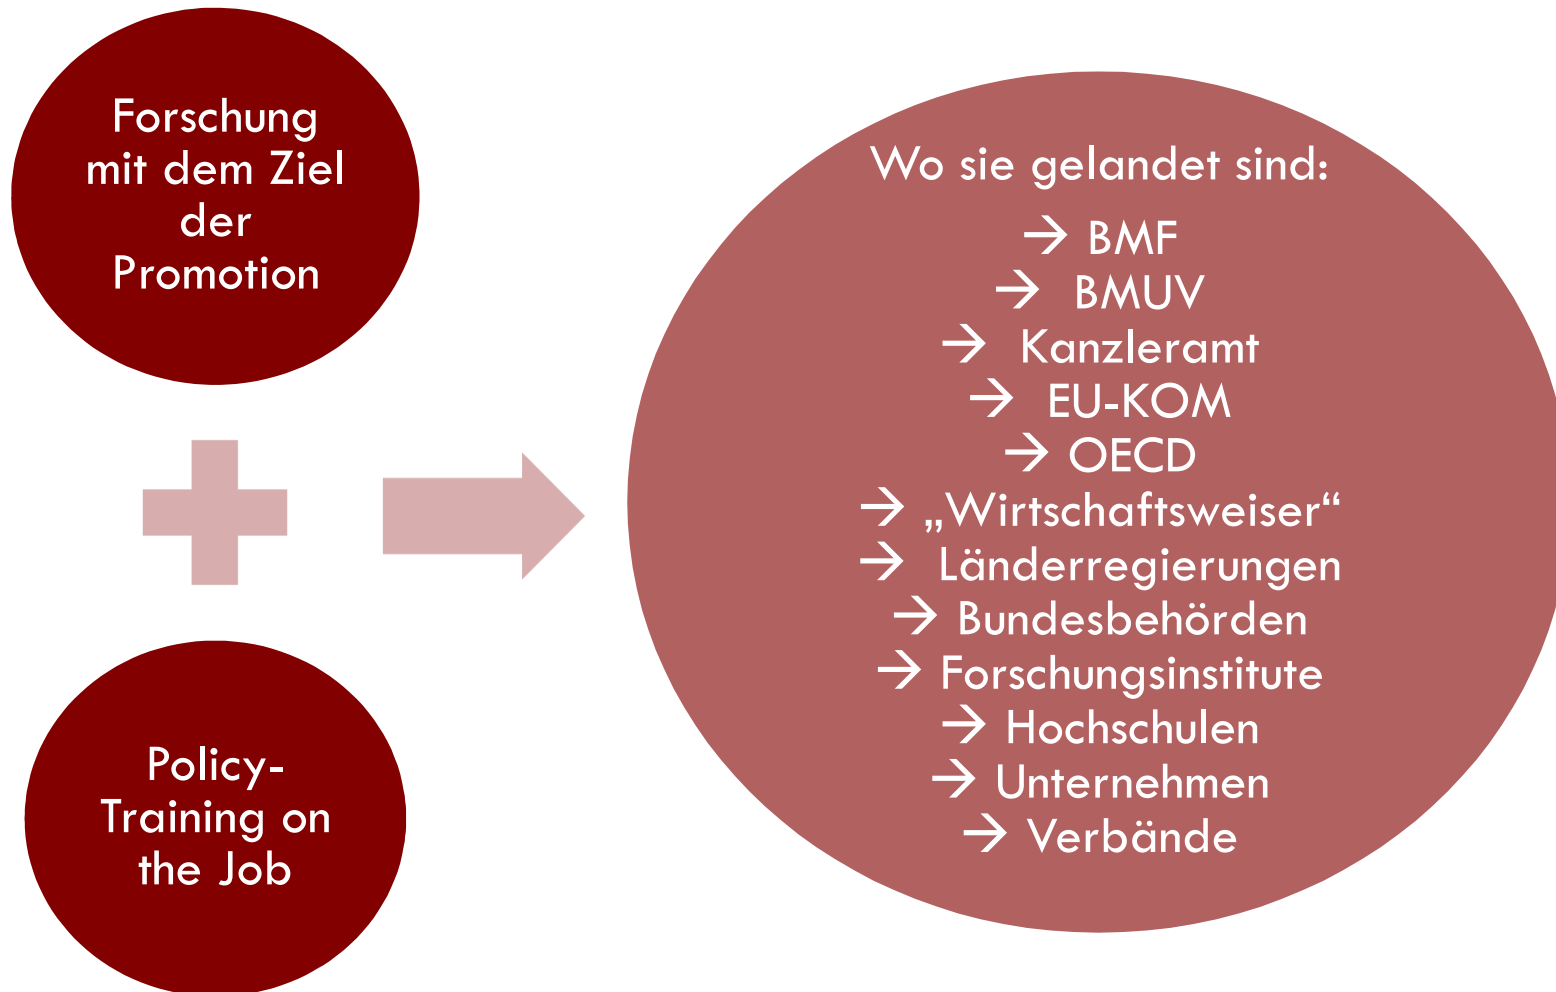 Forschung
mit dem Ziel
der
Promotion
Policy-
Training on
the Job
Wo sie gelandet sind:
→ BMF
→ BMUV
→ Kanzleramt
→ EU-KOM
→ OECD
→ „Wirtschaftsweiser“
→ Länderregierungen
→ Bundesbehörden
→ Forschungsinstitute
→ Hochschulen
→ Unternehmen
→ Verbände